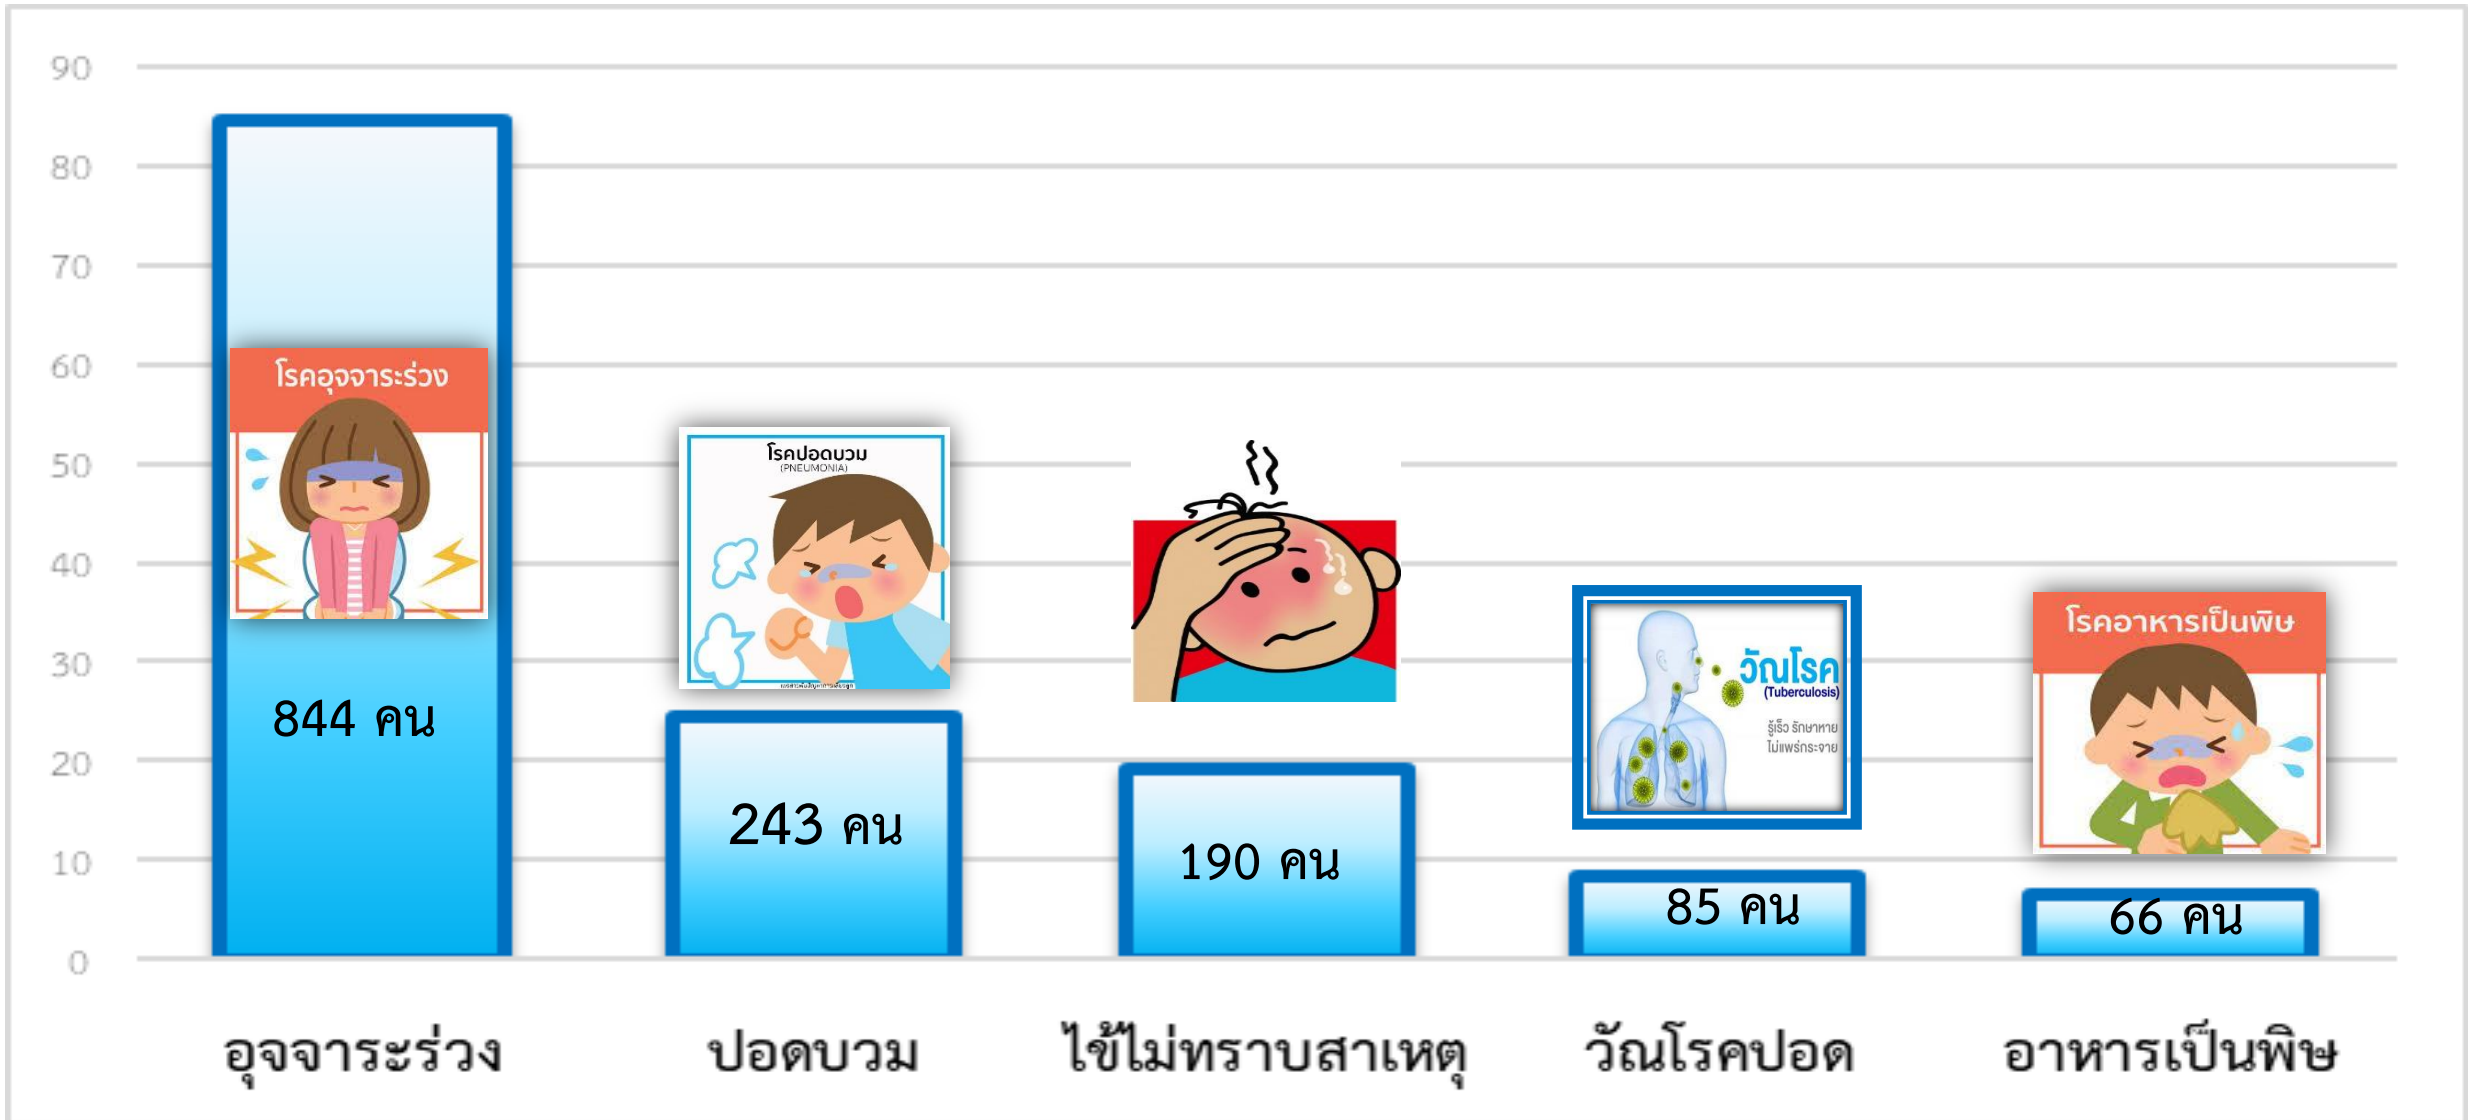 90
80
70
60
50
40
30
20
10
0
โรคอุจจาระร่วง
844 คน
โรคปอดบวม
(PNEUMONIA)
243 คน
190 คน
วัณโรค
(Tuberculosis)
รู้เร็ว รักษาหาย
ไม่แพร่กระจาย
85 คน
โรคอาหารเป็นพิษ
66 คน
อุจจาระร่วง
ปอดบวม
ไข้ไม่ทราบสาเหตุ
วัณโรคปอด
อาหารเป็นพิษ